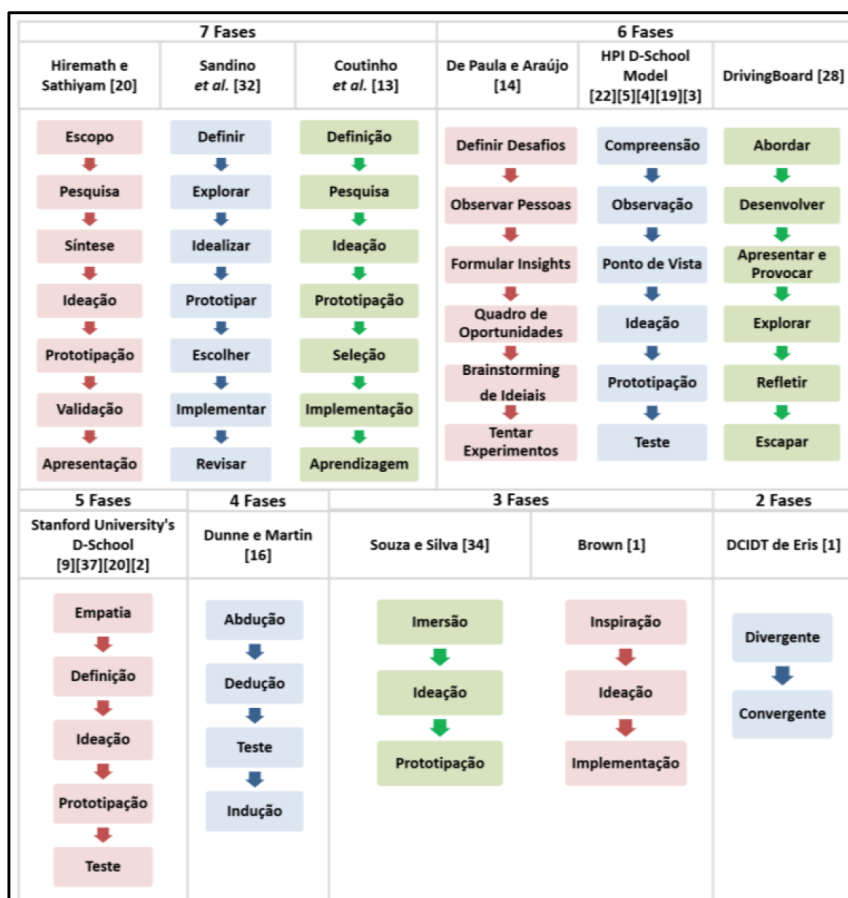 7 Fases
6 Fases
Hiremath e
Sathiyam [20]
Sandino
et al. [32]
Coutinho
et al. [13]
De Paula e Araújo
[14]
HPI D-School
Model
[22][5][4][19][3]
DrivingBoard [28]
Escopo
Pesquisa
Síntese
Ideação
Prototipação
Validação
Apresentação
Definir
Explorar
Idealizar
Prototipar
Escolher
Implementar
Revisar
Definição
Pesquisa
Ideação
Prototipação
Seleção
Implementação
Aprendizagem
Definir Desafios
Observar Pessoas
Formular Insights
Quadro de
Oportunidades
Brainstorming
de Ideiais
Tentar
Experimentos
Compreensão
Observação
Ponto de Vista
Ideação
Prototipação
Teste
Abordar
Desenvolver
Apresentar e
Provocar
Explorar
Refletir
Escapar
5 Fases
4 Fases
3 Fases
2 Fases
Stanford University's
D-School
[9][37][20][2]
Dunne e Martin
[16]
Souza e Silva [34]
Brown [1]
DCIDT de Eris [1]
Empatia
Definição
Ideação
Prototipação
Teste
Abdução
Dedução
Teste
Indução
Imersão
Ideação
Prototipação
Inspiração
Ideação
Implementação
Divergente
Convergente